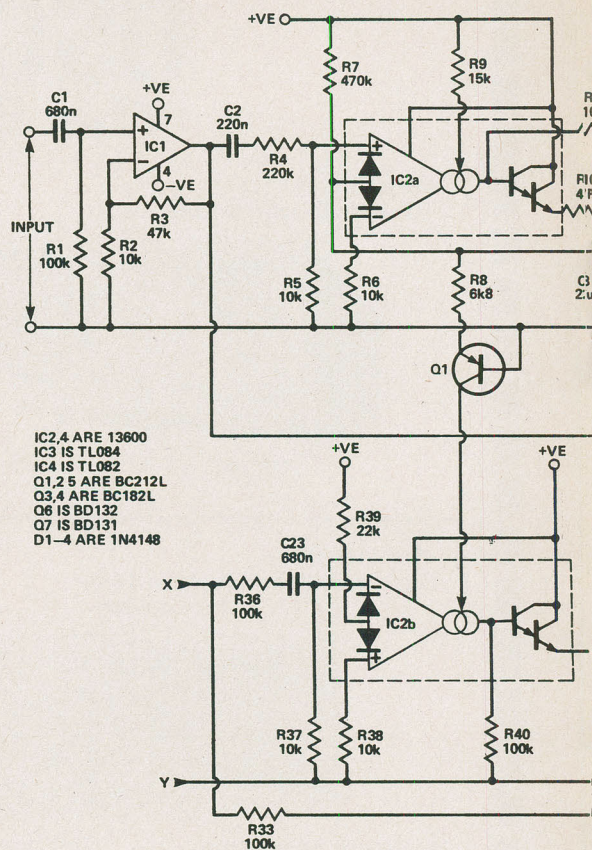 +VE
R7
470k
R9
15k
C1
680n
+VE
7
+
IC1
−
4
−VE
C2
220n
R4
220k
+
IC2a
−
R3
47k
INPUT
R1
100k
R2
10k
R5
10k
R6
10k
R8
6k8
Q1
IC2,4 ARE 13600
IC3 IS TL084
IC4 IS TL082
Q1,2 5 ARE BC212L
Q3,4 ARE BC182L
Q6 IS BD132
Q7 IS BD131
D1–4 ARE 1N4148
+VE
+VE
R39
22k
C23
680n
X
R36
100k
−
IC2b
+
R37
10k
R38
10k
R40
100k
Y
R33
100k